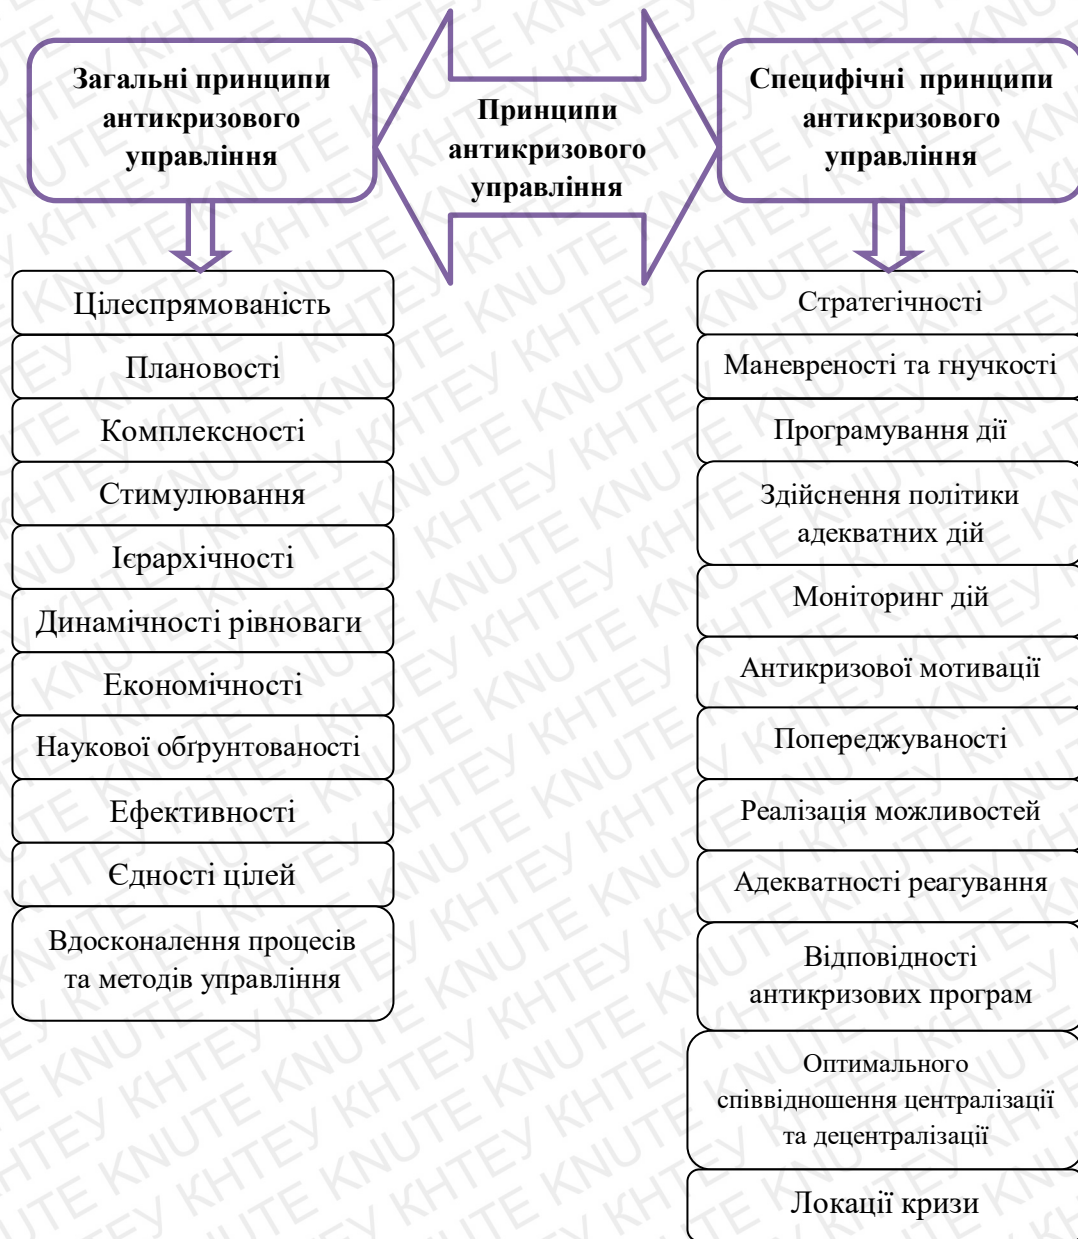 Загальні принципи
антикризового
управління
Принципи
антикризового
управління
Специфічні принципи
антикризового
управління
Цілеспрямованість
Плановості
Комплексності
Стимулювання
Ієрархічності
Динамічності рівноваги
Економічності
Наукової обґрунтованості
Ефективності
Єдності цілей
Вдосконалення процесів
та методів управління
Стратегічності
Маневреності та гнучкості
Програмування дії
Здійснення політики
адекватних дій
Моніторинг дій
Антикризової мотивації
Попереджуваності
Реалізація можливостей
Адекватності реагування
Відповідності
антикризових програм
Оптимального
співвідношення централізації
та децентралізації
Локації кризи